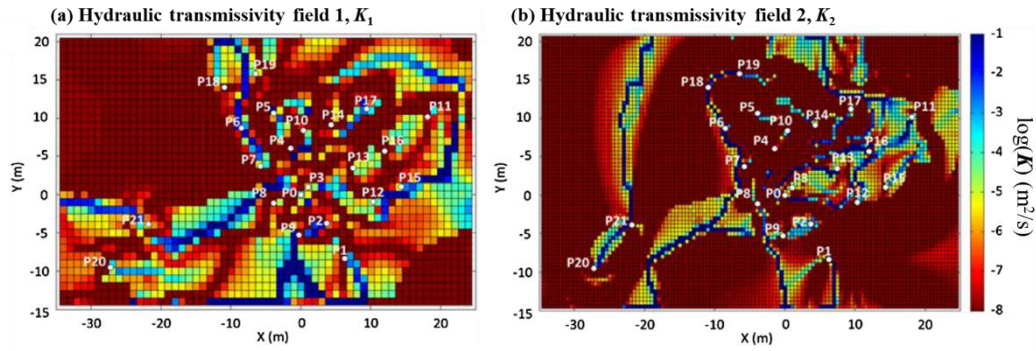 (a) Hydraulic transmissivity field 1, K₁
20
15
10
-5
0
-5
-10
-15
Y (m)
P19
P18
P5
P17
P11
P10
P14
P6
P4
P16
P7
P13
P3
P15
P8
P0
P12
P21
P2
P9
P1
P20
-30
-20
-10
0
10
20
X (m)
(b) Hydraulic transmissivity field 2, K₂
20
15
10
-5
0
-5
-10
-15
Y (m)
P19
P18
P5
P17
P11
P10
P14
P6
P4
P16
P7
P13
P8
P15
P8
P0
P12
P21
P2
P9
P1
P20
-30
-20
-10
0
10
20
X (m)
-1
-2
-3
-4
-5
-6
-7
-8
log(K) (m²/s)